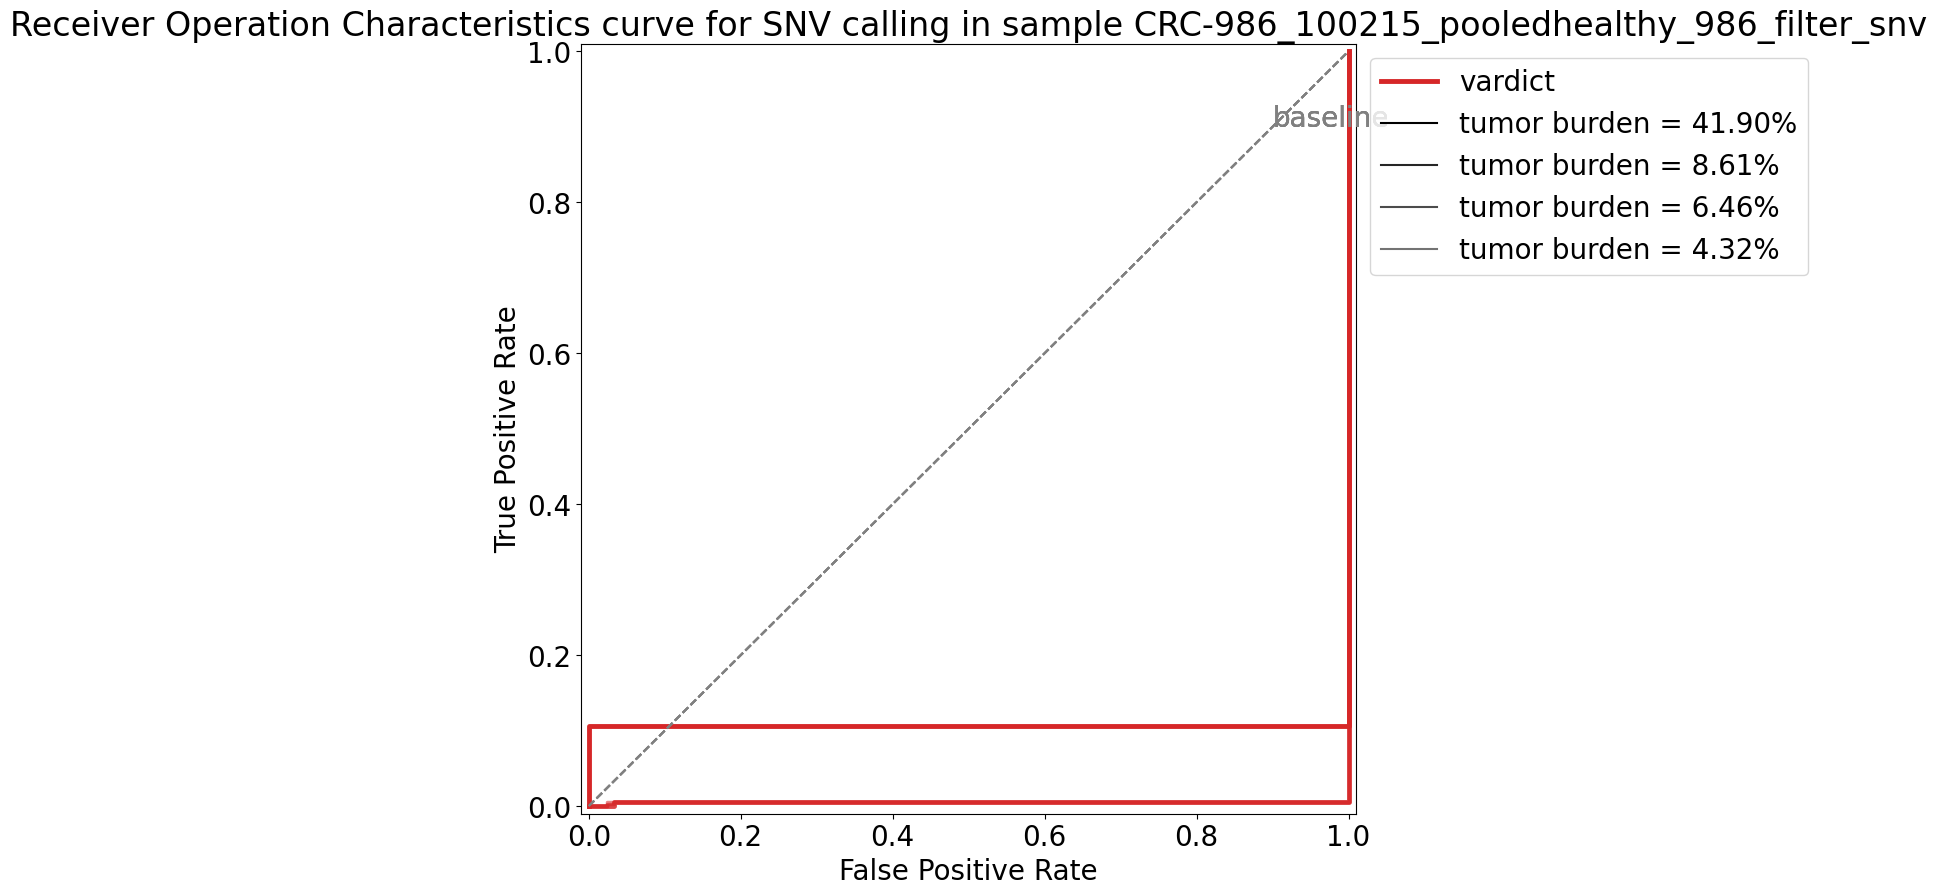 Receiver Operation Characteristics curve for SNV calling in sample CRC-986_100215_pooledhealthy_986_filter_snv
1.0
0.8
0.6
0.4
0.2
0.0
True Positive Rate
baseline
0.0 0.2 0.4 0.6 0.8 1.0
False Positive Rate
vardict
tumor burden = 41.90%
tumor burden = 8.61%
tumor burden = 6.46%
tumor burden = 4.32%